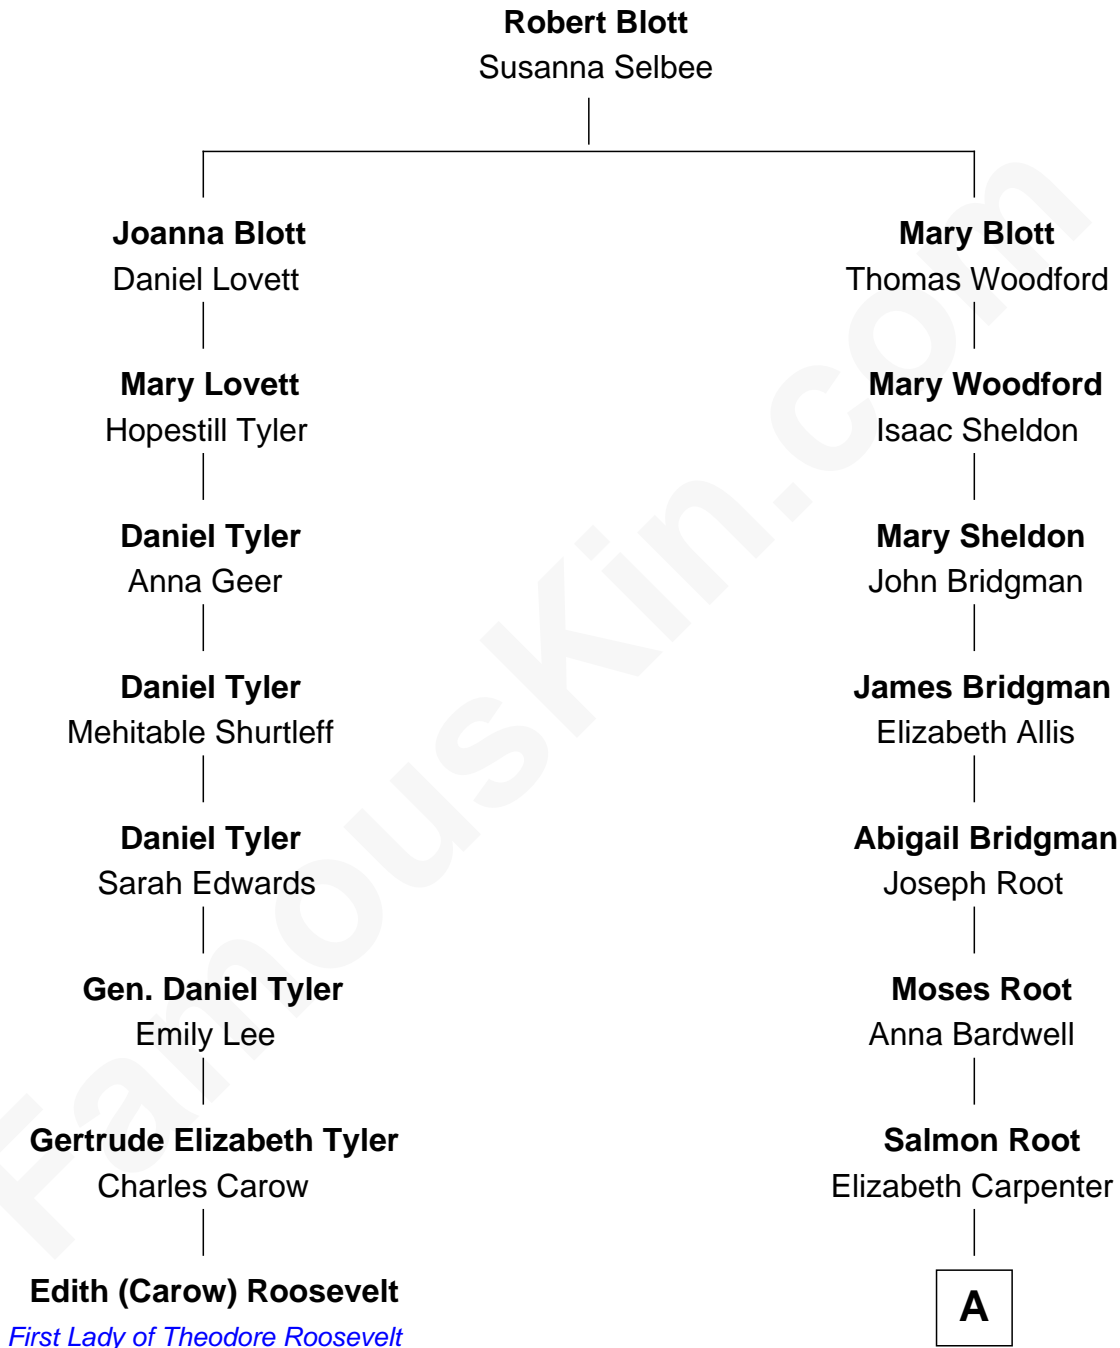 Robert Blott
Susanna Selbee
Joanna Blott
Daniel Lovett
Mary Blott
Thomas Woodford
Mary Lovett
Hopestill Tyler
Mary Woodford
Isaac Sheldon
Daniel Tyler
Anna Geer
Mary Sheldon
John Bridgman
Daniel Tyler
Mehitable Shurtleff
James Bridgman
Elizabeth Allis
Daniel Tyler
Sarah Edwards
Abigail Bridgman
Joseph Root
Gen. Daniel Tyler
Emily Lee
Moses Root
Anna Bardwell
Gertrude Elizabeth Tyler
Charles Carow
Salmon Root
Elizabeth Carpenter
Edith (Carow) Roosevelt
First Lady of Theodore Roosevelt
A
FamousKin.com